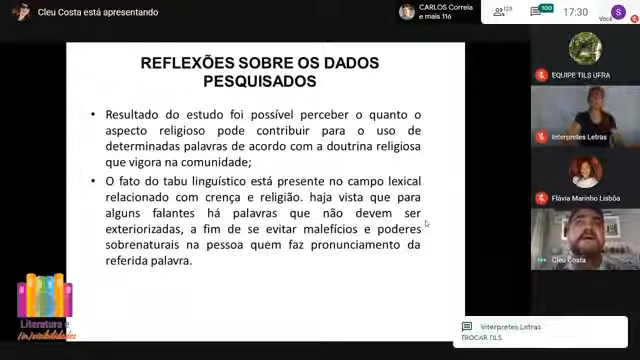 Cleu Costa está apresentando
CARLOS Correia
e mais 116
123
100
17:30
S
Você
REFLEXÕES SOBRE OS DADOS
PESQUISADOS
• Resultado do estudo foi possível perceber o quanto o
aspecto religioso pode contribuir para o uso de
determinadas palavras de acordo com a doutrina religiosa
que vigora na comunidade;
• O fato do tabu linguístico está presente no campo lexical
relacionado com crença e religião. haja vista que para
alguns falantes há palavras que não devem ser
exteriorizadas, a fim de se evitar malefícios e poderes
sobrenaturais na pessoa quem faz pronunciamento da
referida palavra.
EQUIPE TILS UFRA
Interpretes Letras
Flávia Marinho Lisbôa
Cleu Costa
Literatura e
(in)visibilidades
Interpretes Letras
TROCAR TILS